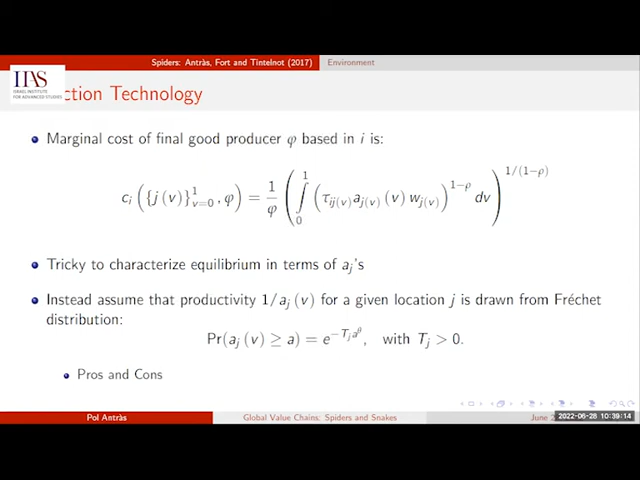 Spiders: Antràs, Fort and Tintelnot (2017) Environment
IIAS
ISRAEL INSTITUTE
FOR ADVANCED STUDIES
ction Technology
Marginal cost of final good producer φ based in i is:
c_i ( {j (v)}^1_{v=0} , φ ) = 1/φ ( ∫_0^1 ( τ_{ij(v)} a_{j(v)} (v) w_{j(v)} )^{1−ρ} dv )^{1/(1−ρ)}
Tricky to characterize equilibrium in terms of a_j's
Instead assume that productivity 1/a_j (v) for a given location j is drawn from Fréchet
distribution:
Pr(a_j (v) ≥ a) = e^{−T_j a^θ}, with T_j > 0.
Pros and Cons
Pol Antràs Global Value Chains: Spiders and Snakes June 2
2022-06-28 10:39:14